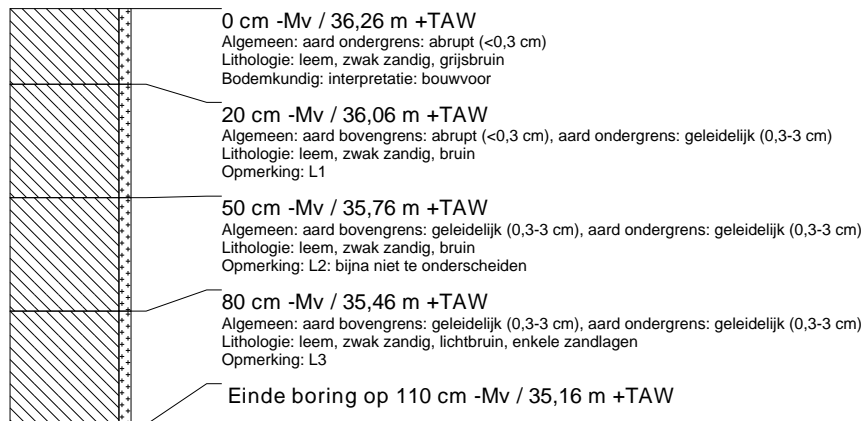 0 cm -Mv / 36,26 m +TAW
Algemeen: aard ondergrens: abrupt (<0,3 cm)
Lithologie: leem, zwak zandig, grijsbruin
Bodemkundig: interpretatie: bouwvoor
20 cm -Mv / 36,06 m +TAW
Algemeen: aard bovengrens: abrupt (<0,3 cm), aard ondergrens: geleidelijk (0,3-3 cm)
Lithologie: leem, zwak zandig, bruin
Opmerking: L1
50 cm -Mv / 35,76 m +TAW
Algemeen: aard bovengrens: geleidelijk (0,3-3 cm), aard ondergrens: geleidelijk (0,3-3 cm)
Lithologie: leem, zwak zandig, bruin
Opmerking: L2: bijna niet te onderscheiden
80 cm -Mv / 35,46 m +TAW
Algemeen: aard bovengrens: geleidelijk (0,3-3 cm), aard ondergrens: geleidelijk (0,3-3 cm)
Lithologie: leem, zwak zandig, lichtbruin, enkele zandlagen
Opmerking: L3
Einde boring op 110 cm -Mv / 35,16 m +TAW